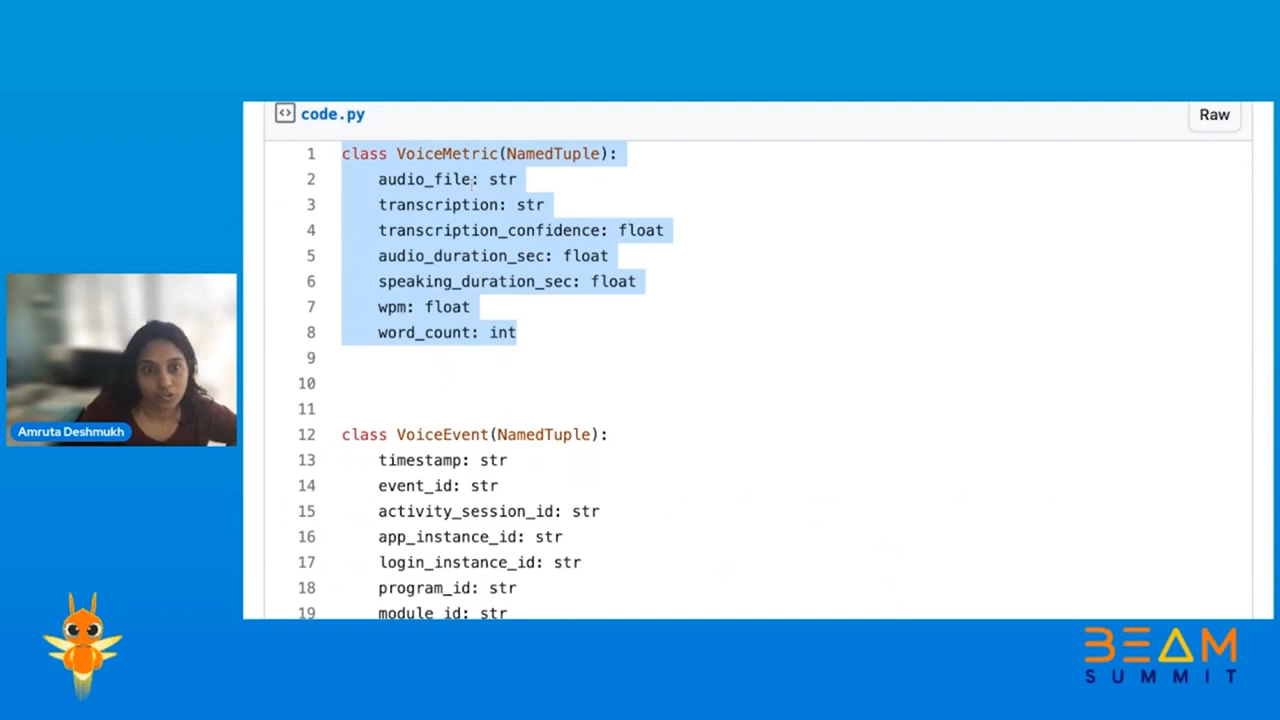 code.py
Raw
1 class VoiceMetric(NamedTuple):
2 audio_file: str
3 transcription: str
4 transcription_confidence: float
5 audio_duration_sec: float
6 speaking_duration_sec: float
7 wpm: float
8 word_count: int
9
10
11
12 class VoiceEvent(NamedTuple):
13 timestamp: str
14 event_id: str
15 activity_session_id: str
16 app_instance_id: str
17 login_instance_id: str
18 program_id: str
19 module_id: str
Amruta Deshmukh
BEAM
SUMMIT